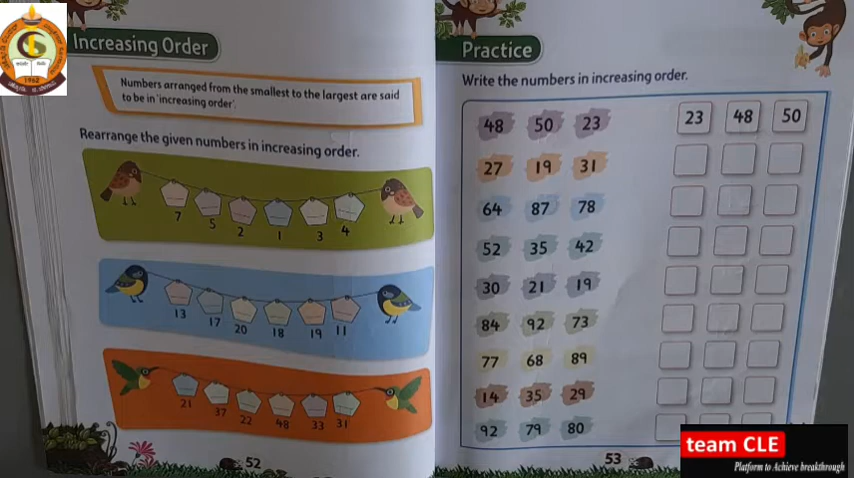 1962
Increasing Order
Numbers arranged from the smallest to the largest are said
to be in 'increasing order'.
Rearrange the given numbers in increasing order.
7 5 2 1 3 4
13 17 20 18 19 11
21 37 22 48 33 31
52
Practice
Write the numbers in increasing order.
48 50 23 23 48 50
27 19 31
64 87 78
52 35 42
30 21 19
84 92 73
77 68 89
14 35 29
92 79 80
53
team CLE
Platform to Achieve breakthrough